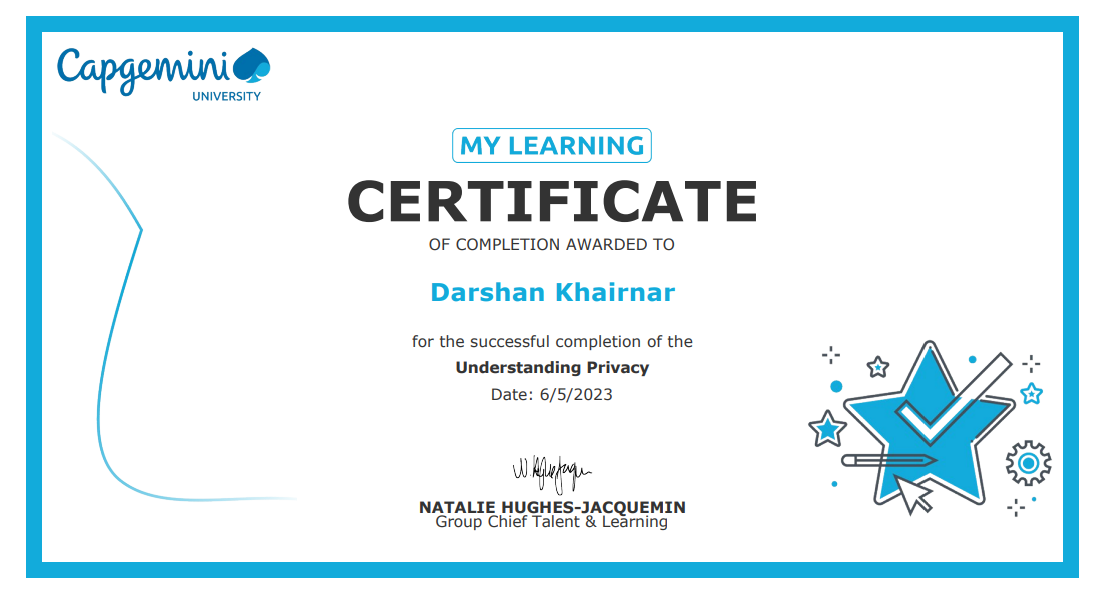 Capgemini
UNIVERSITY
MY LEARNING
CERTIFICATE
OF COMPLETION AWARDED TO
Darshan Khairnar
for the successful completion of the
Understanding Privacy
Date: 6/5/2023
NATALIE HUGHES-JACQUEMIN
Group Chief Talent & Learning